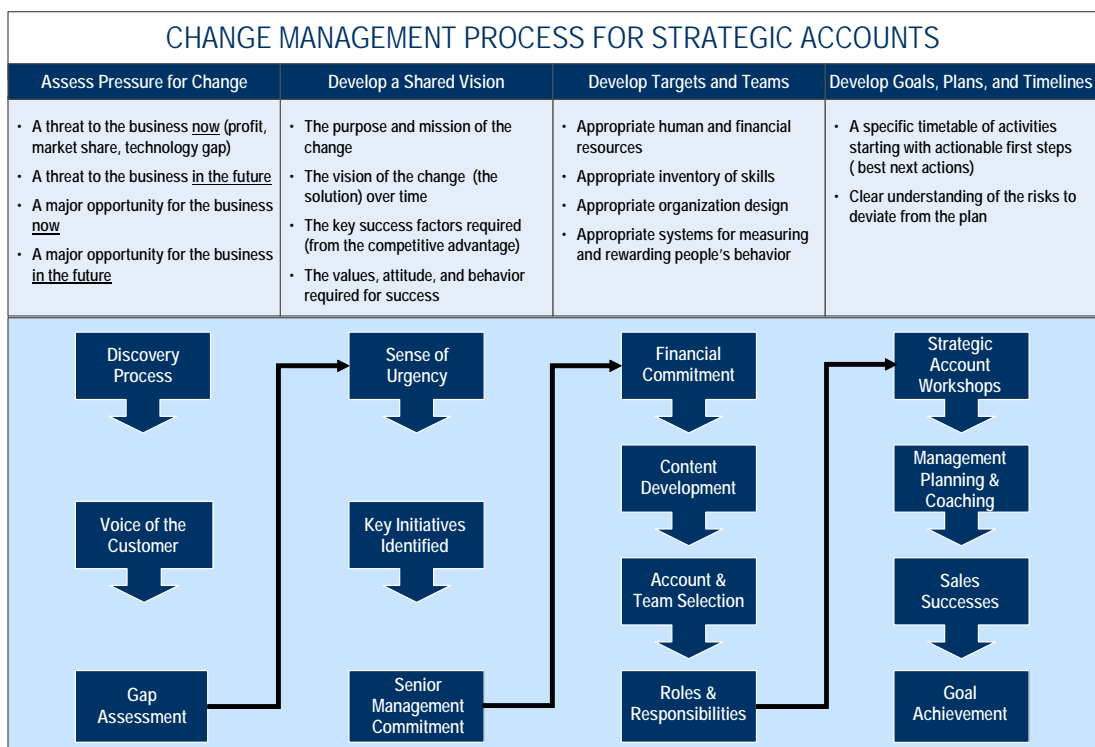 CHANGE MANAGEMENT PROCESS FOR STRATEGIC ACCOUNTS
Assess Pressure for Change
• A threat to the business now (profit,
market share, technology gap)
• A threat to the business in the future
• A major opportunity for the business
now
• A major opportunity for the business
in the future
Develop a Shared Vision
• The purpose and mission of the
change
• The vision of the change (the
solution) over time
• The key success factors required
(from the competitive advantage)
• The values, attitude, and behavior
required for success
Develop Targets and Teams
• Appropriate human and financial
resources
• Appropriate inventory of skills
• Appropriate organization design
• Appropriate systems for measuring
and rewarding people's behavior
Develop Goals, Plans, and Timelines
• A specific timetable of activities
starting with actionable first steps
( best next actions)
• Clear understanding of the risks to
deviate from the plan
Discovery
Process
Voice of the
Customer
Gap
Assessment
Sense of
Urgency
Key Initiatives
Identified
Senior
Management
Commitment
Financial
Commitment
Content
Development
Account &
Team Selection
Roles &
Responsibilities
Strategic
Account
Workshops
Management
Planning &
Coaching
Sales
Successes
Goal
Achievement